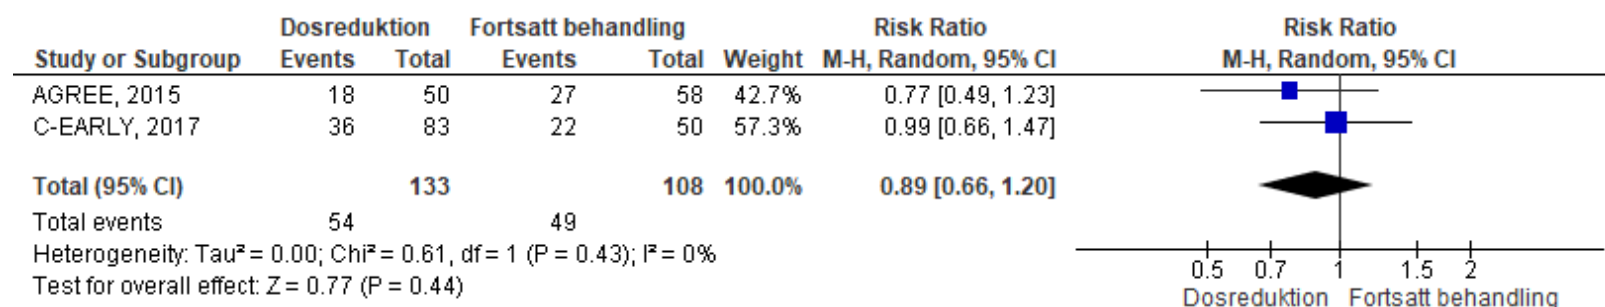 Dosreduktion Fortsatt behandling Risk Ratio Risk Ratio
Study or Subgroup Events Total Events Total Weight M-H, Random, 95% CI M-H, Random, 95% CI
AGREE, 2015 18 50 27 58 42.7% 0.77 [0.49, 1.23]
C-EARLY, 2017 36 83 22 50 57.3% 0.99 [0.66, 1.47]
Total (95% CI) 133 108 100.0% 0.89 [0.66, 1.20]
Total events 54 49
Heterogeneity: Tau² = 0.00; Chi² = 0.61, df = 1 (P = 0.43); I² = 0%
Test for overall effect: Z = 0.77 (P = 0.44)
0.5 0.7 1 1.5 2
Dosreduktion Fortsatt behandling